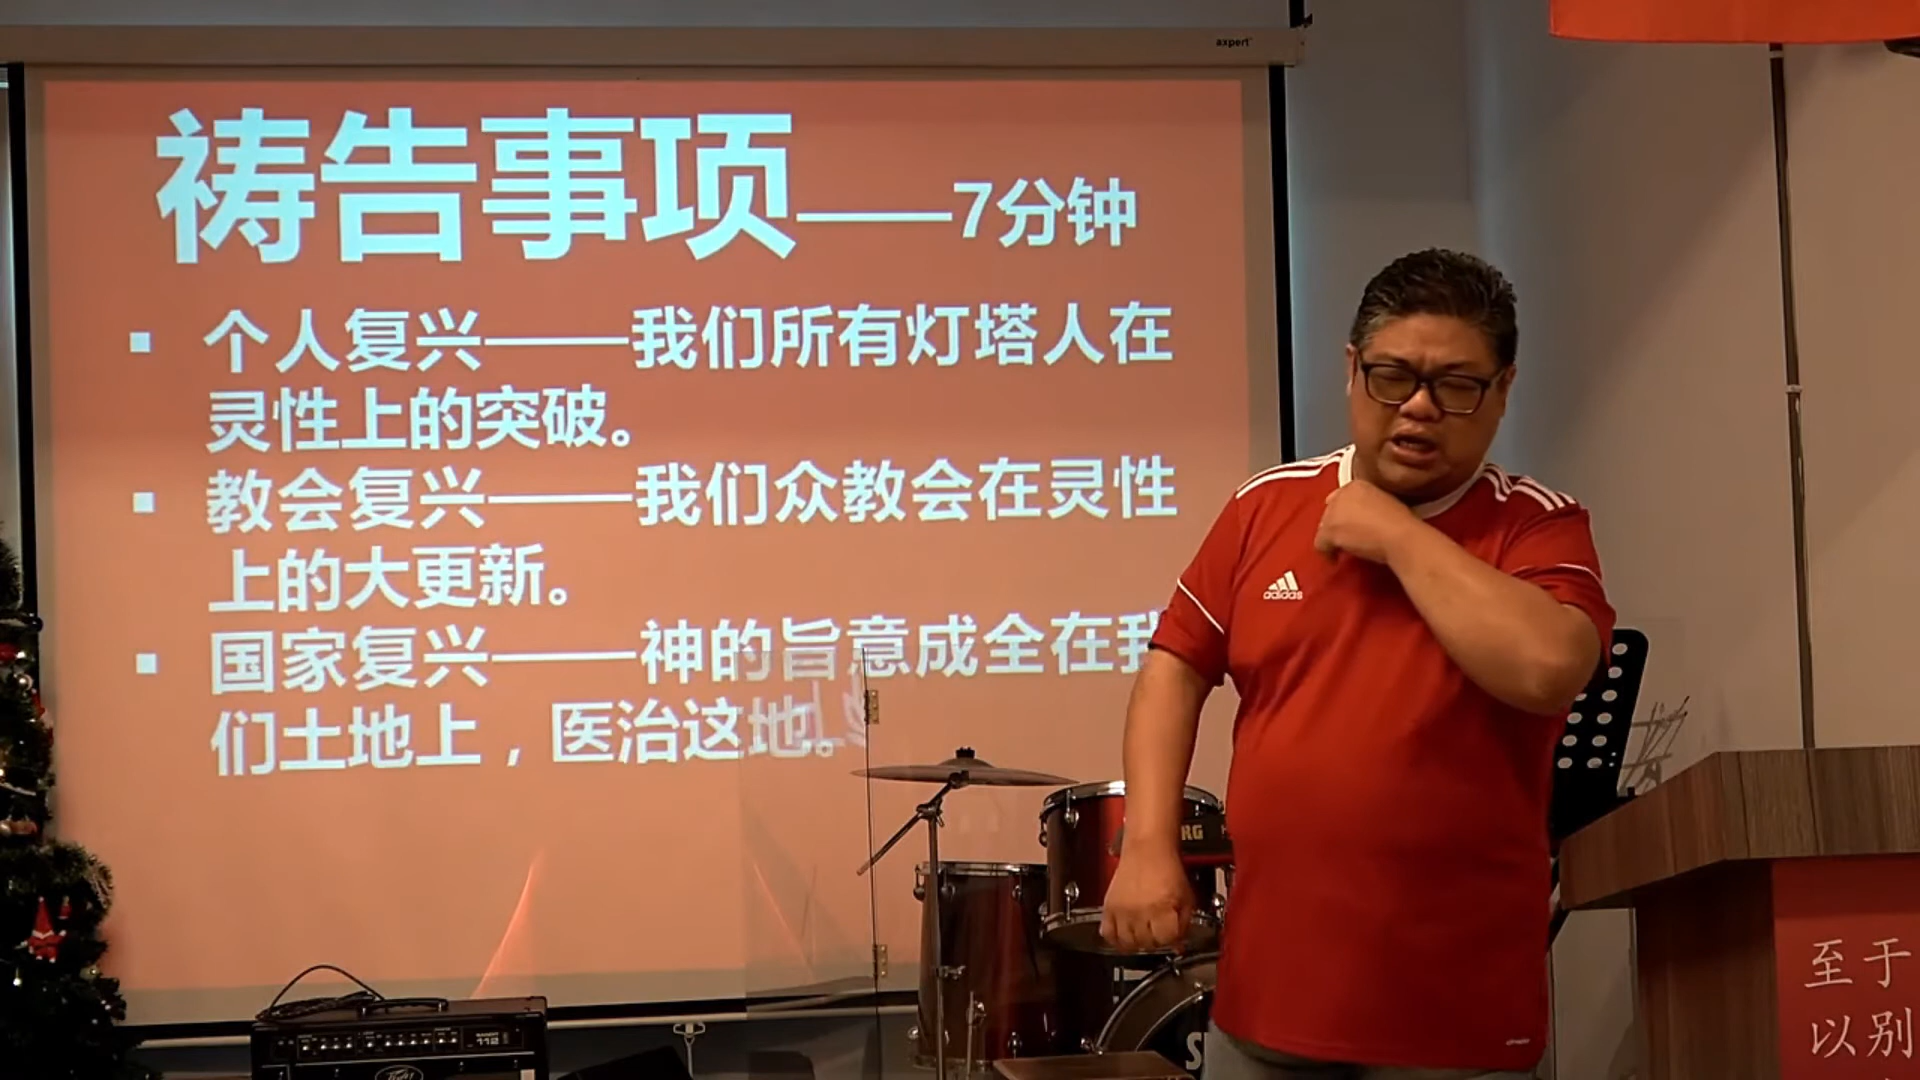 axpert
祷告事项——7分钟
▪ 个人复兴——我们所有灯塔人在
灵性上的突破。
▪ 教会复兴——我们众教会在灵性
上的大更新。
▪ 国家复兴——神的旨意成全在我
们土地上，医治这地。
adidas
RG
112
至于
以别